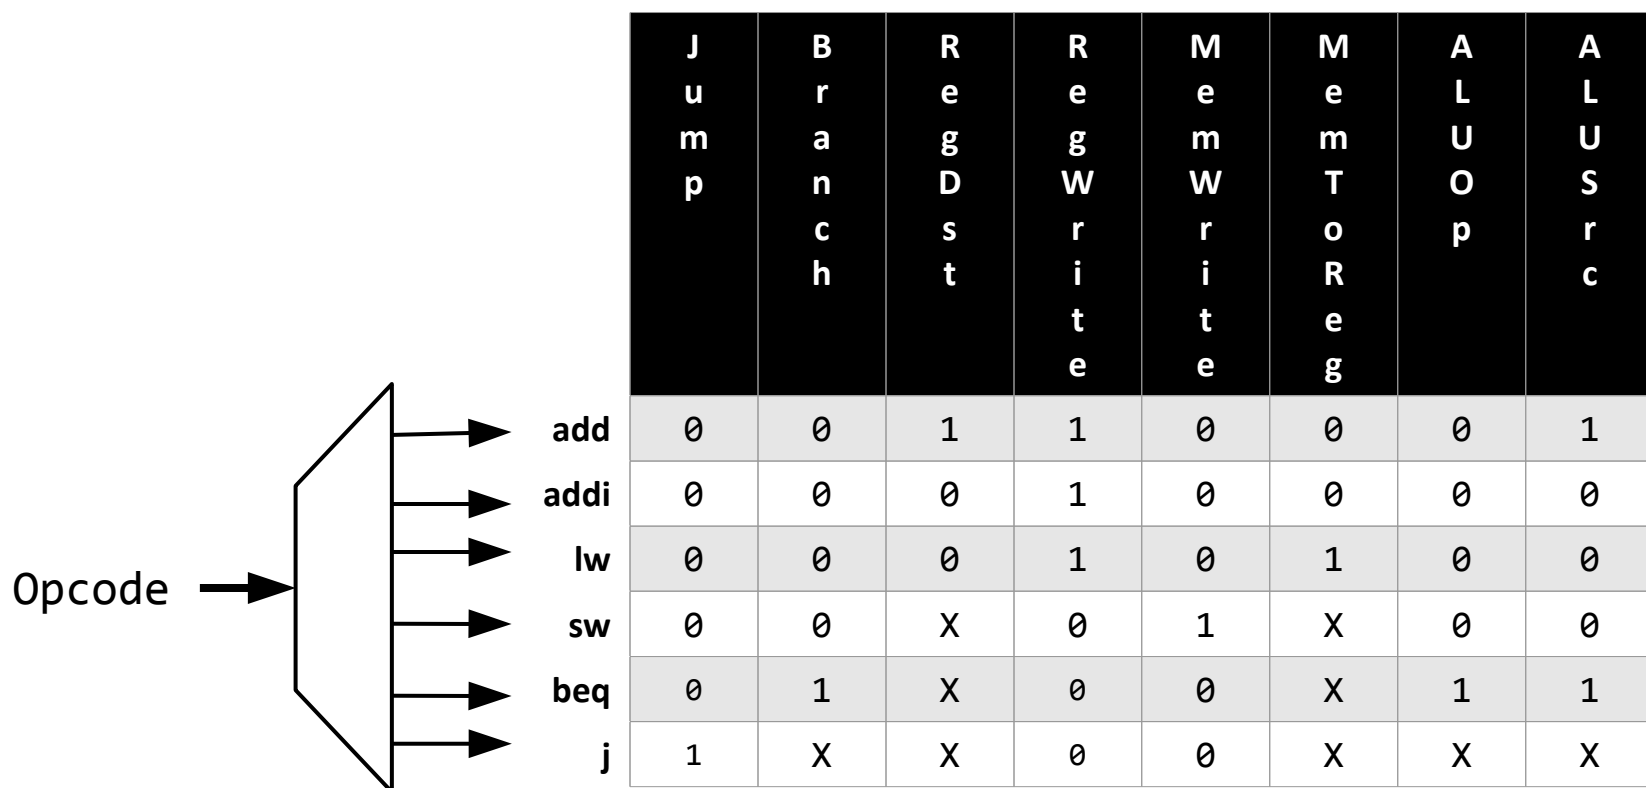 Jump Branch RegDst RegWrite MemWrite MemToReg ALUOp ALUSrc
add 0 0 1 1 0 0 0 1
addi 0 0 0 1 0 0 0 0
lw 0 0 0 1 0 1 0 0
Opcode
sw 0 0 X 0 1 X 0 0
beq 0 1 X 0 0 X 1 1
j 1 X X 0 0 X X X